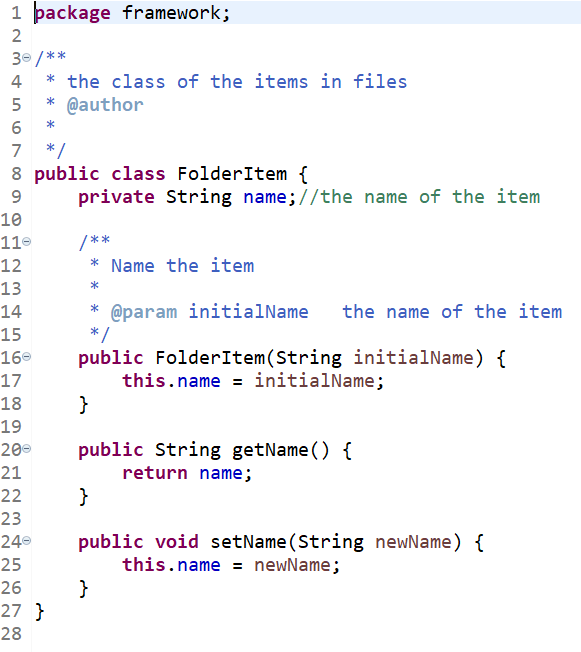 1 package framework;
2
3 /**
4  * the class of the items in files
5  * @author
6  *
7  */
8 public class FolderItem {
9     private String name;//the name of the item
10
11     /**
12      * Name the item
13      *
14      * @param initialName   the name of the item
15      */
16     public FolderItem(String initialName) {
17         this.name = initialName;
18     }
19
20     public String getName() {
21         return name;
22     }
23
24     public void setName(String newName) {
25         this.name = newName;
26     }
27 }
28